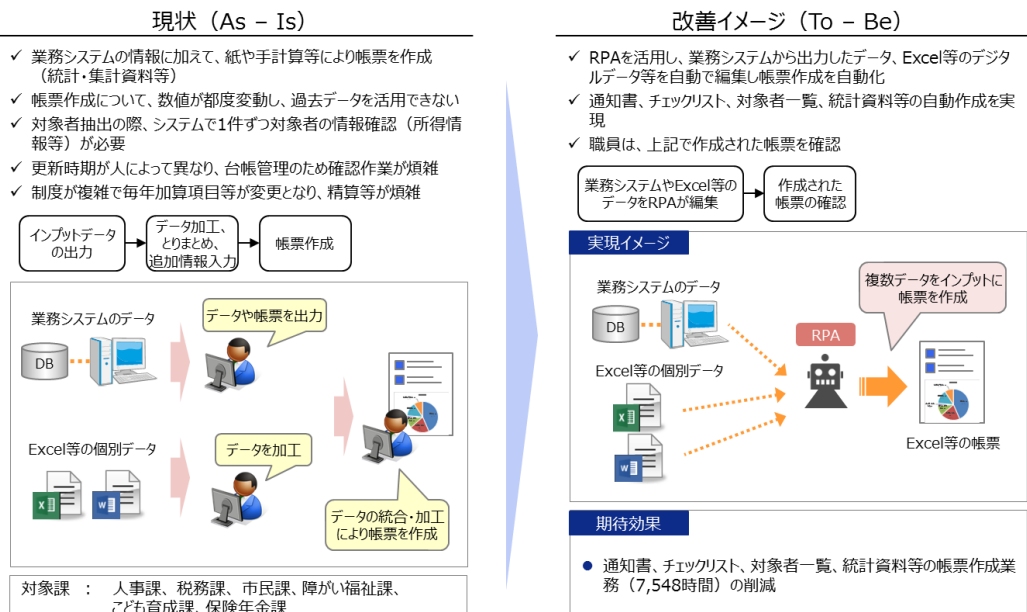 現状（As – Is）
✓ 業務システムの情報に加えて、紙や手計算等により帳票を作成
（統計・集計資料等）
✓ 帳票作成について、数値が都度変動し、過去データを活用できない
✓ 対象者抽出の際、システムで1件ずつ対象者の情報確認（所得情
報等）が必要
✓ 更新時期が人によって異なり、台帳管理のため確認作業が煩雑
✓ 制度が複雑で毎年加算項目等が変更となり、精算等が煩雑
インプットデータ
の出力
データ加工、
とりまとめ、
追加情報入力
帳票作成
業務システムのデータ
DB
データや帳票を出力
Excel等の個別データ
データを加工
データの統合・加工
により帳票を作成
対象課 ： 人事課、税務課、市民課、障がい福祉課、
こども育成課、保険年金課
改善イメージ（To – Be）
✓ RPAを活用し、業務システムから出力したデータ、Excel等のデジタ
ルデータ等を自動で編集し帳票作成を自動化
✓ 通知書、チェックリスト、対象者一覧、統計資料等の自動作成を実
現
✓ 職員は、上記で作成された帳票を確認
業務システムやExcel等の
データをRPAが編集
作成された
帳票の確認
実現イメージ
業務システムのデータ
DB
Excel等の個別データ
RPA
複数データをインプットに
帳票を作成
Excel等の帳票
期待効果
● 通知書、チェックリスト、対象者一覧、統計資料等の帳票作成業
務（7,548時間）の削減